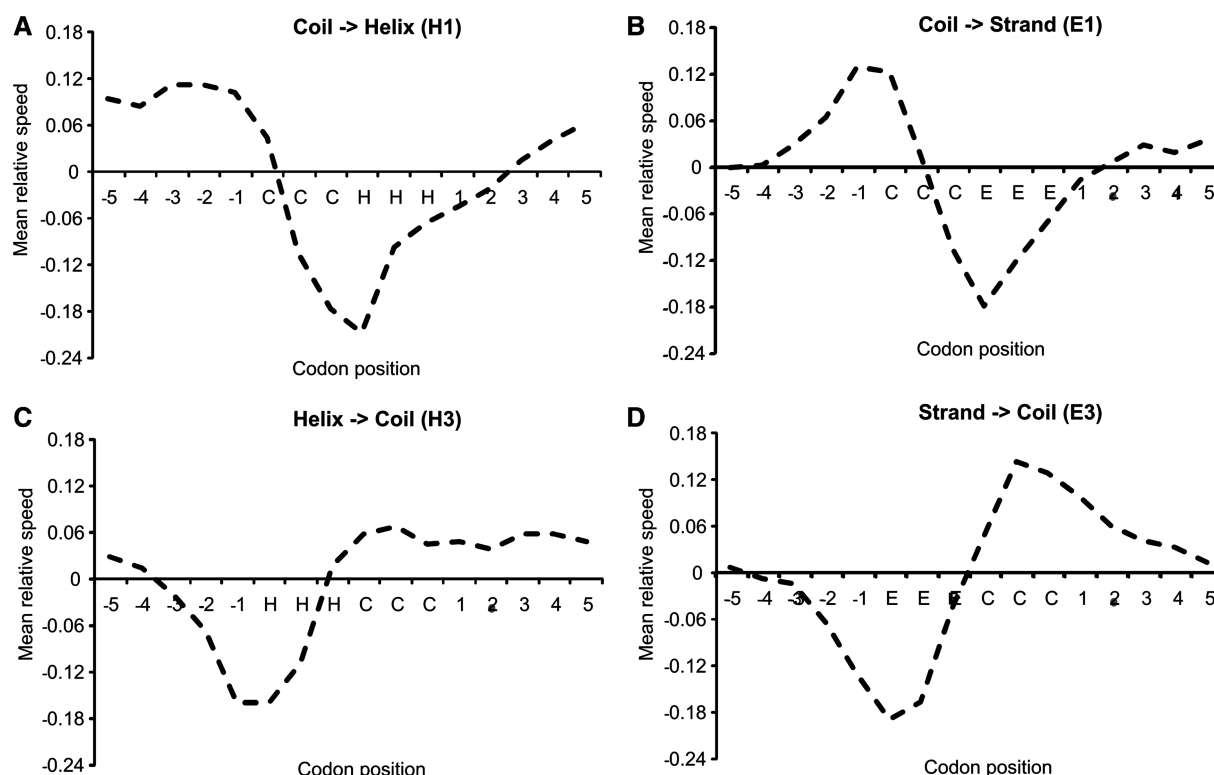 A
Coil -> Helix (H1)
Mean relative speed
0.18
0.12
0.06
0
-0.06
-0.12
-0.18
-0.24
-5 -4 -3 -2 -1 C C C H H H 1 2 3 4 5
Codon position
B
Coil -> Strand (E1)
Mean relative speed
0.18
0.12
0.06
0
-0.06
-0.12
-0.18
-0.24
-5 -4 -3 -2 -1 C C C E E E 1 2 3 4 5
Codon position
C
Helix -> Coil (H3)
Mean relative speed
0.18
0.12
0.06
0
-0.06
-0.12
-0.18
-0.24
-5 -4 -3 -2 -1 H H H C C C 1 2 3 4 5
Codon position
D
Strand -> Coil (E3)
Mean relative speed
0.18
0.12
0.06
0
-0.06
-0.12
-0.18
-0.24
-5 -4 -3 -2 -1 E E E C C C 1 2 3 4 5
Codon position